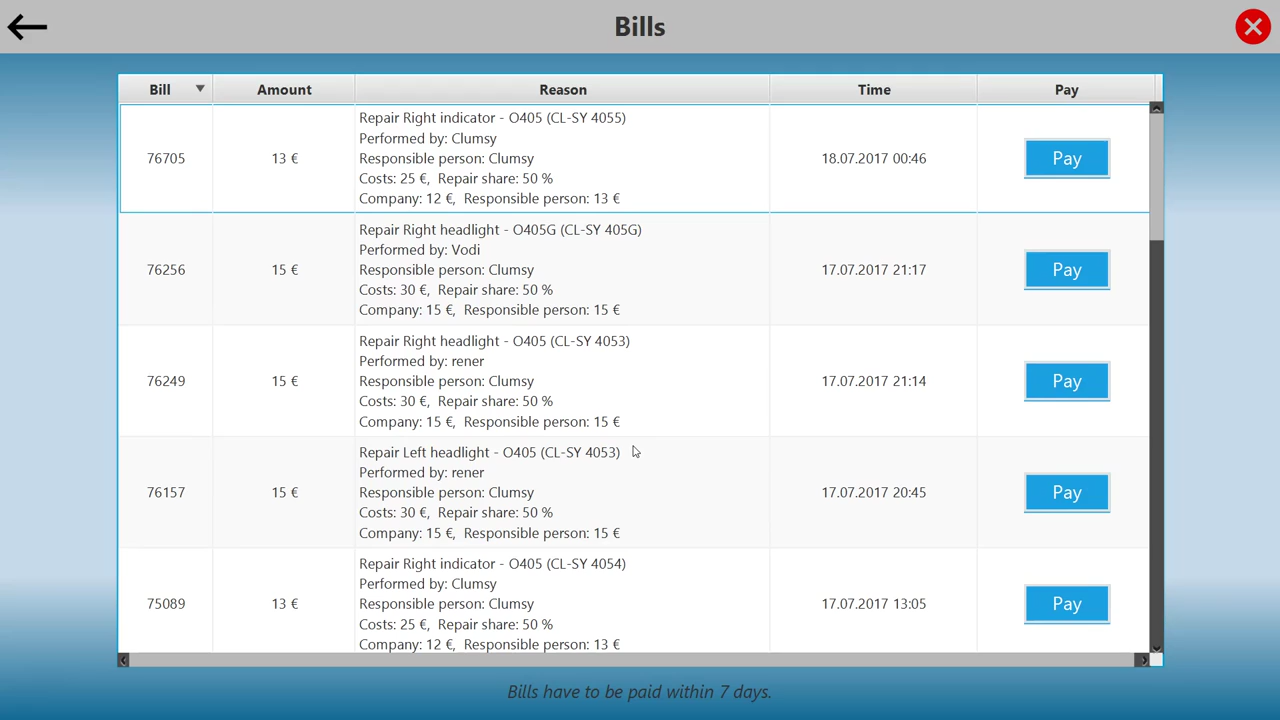 Bills
Bill Amount Reason Time Pay
Repair Right indicator - O405 (CL-SY 4055)
Performed by: Clumsy
76705 13 € Responsible person: Clumsy 18.07.2017 00:46 Pay
Costs: 25 €, Repair share: 50 %
Company: 12 €, Responsible person: 13 €
Repair Right headlight - O405G (CL-SY 405G)
Performed by: Vodi
76256 15 € Responsible person: Clumsy 17.07.2017 21:17 Pay
Costs: 30 €, Repair share: 50 %
Company: 15 €, Responsible person: 15 €
Repair Right headlight - O405 (CL-SY 4053)
Performed by: rener
76249 15 € Responsible person: Clumsy 17.07.2017 21:14 Pay
Costs: 30 €, Repair share: 50 %
Company: 15 €, Responsible person: 15 €
Repair Left headlight - O405 (CL-SY 4053)
Performed by: rener
76157 15 € Responsible person: Clumsy 17.07.2017 20:45 Pay
Costs: 30 €, Repair share: 50 %
Company: 15 €, Responsible person: 15 €
Repair Right indicator - O405 (CL-SY 4054)
Performed by: Clumsy
75089 13 € Responsible person: Clumsy 17.07.2017 13:05 Pay
Costs: 25 €, Repair share: 50 %
Company: 12 €, Responsible person: 13 €
Bills have to be paid within 7 days.